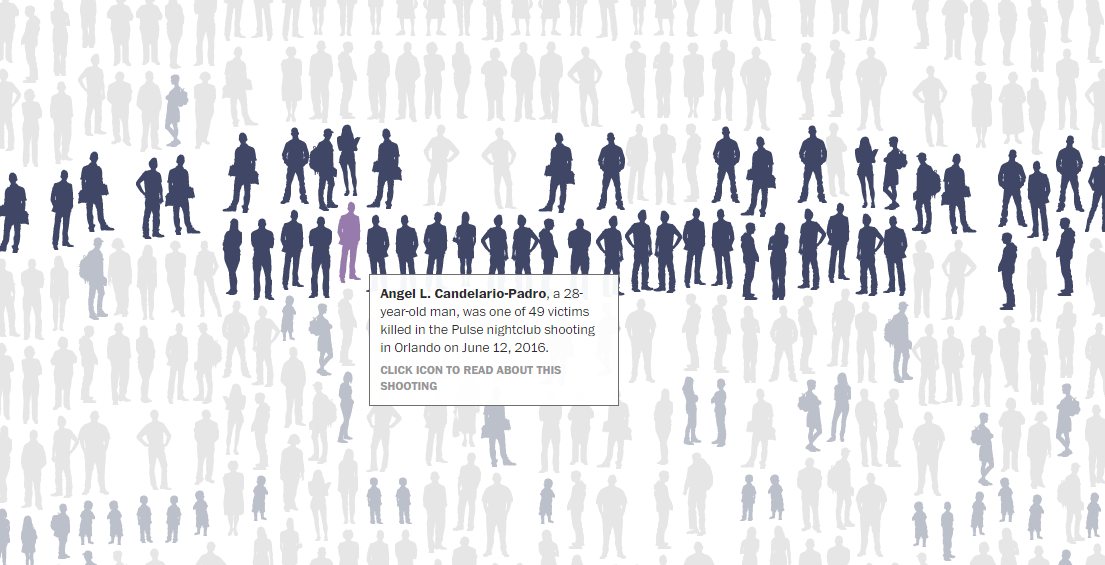 Angel L. Candelario-Padro, a 28-
year-old man, was one of 49 victims
killed in the Pulse nightclub shooting
in Orlando on June 12, 2016.
CLICK ICON TO READ ABOUT THIS
SHOOTING